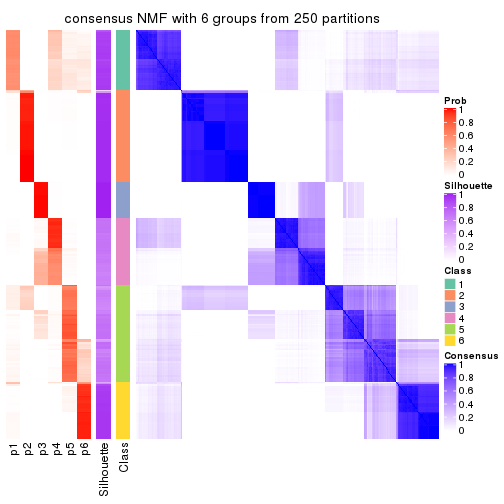 consensus NMF with 6 groups from 250 partitions
Prob
1
0.8
0.6
0.4
0.2
0
Silhouette
1
0.8
0.6
0.4
0.2
0
Class
1
2
3
4
5
6
Consensus
1
0.8
0.6
0.4
0.2
0
p1
p2
p3
p4
p5
p6
Silhouette
Class